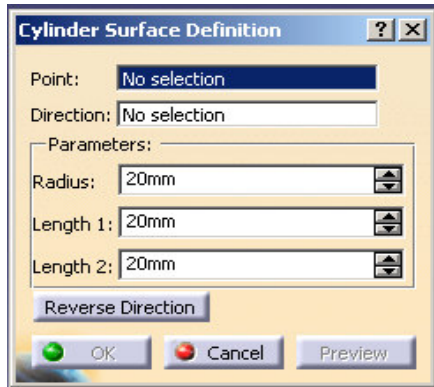 Cylinder Surface Definition ? X
Point: No selection
Direction: No selection
Parameters:
Radius: 20mm
Length 1: 20mm
Length 2: 20mm
Reverse Direction
OK Cancel Preview